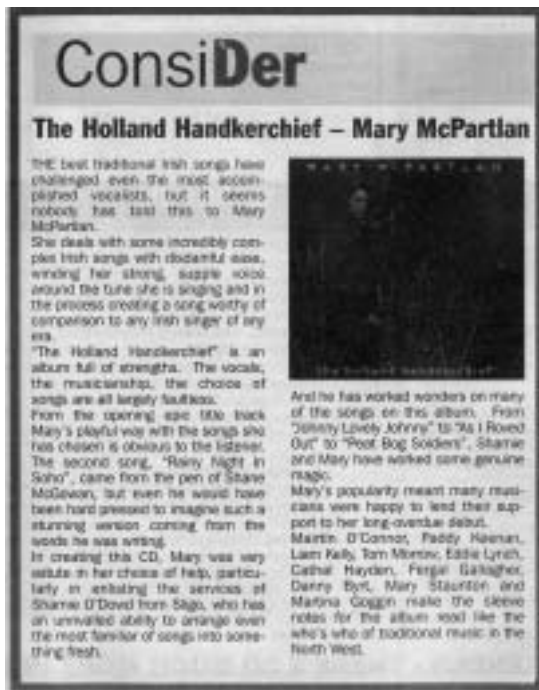 ConsiDer
The Holland Handkerchief – Mary McPartlan
THE best traditional Irish songs have
challenged even the most accom-
plished vocalists, but it seems
nobody has told this to Mary
McPartlan.
She deals with some incredibly com-
plex Irish songs with disdainful ease,
winding her strong, supple voice
around the tune she is singing and in
the process creating a song worthy of
comparison to any Irish singer of any
era.
"The Holland Handkerchief" is an
album full of strengths. The vocals,
the musicianship, the choice of
songs are all largely faultless.
From the opening epic title track
Mary's playful way with the songs she
has chosen is obvious to the listener.
The second song, "Rainy Night in
Soho", came from the pen of Shane
McGowan, but even he would have
been hard pressed to imagine such a
stunning version coming from the
words he was writing.
In creating this CD, Mary was very
astute in her choice of help, particu-
larly in enlisting the services of
Shamie O'Dowd from Sligo, who has
an unrivalled ability to arrange even
the most familiar of songs into some-
thing fresh.
MARY McPARTLAN
the holland handkerchief
And he has worked wonders on many
of the songs on this album. From
"Johnny Lovely Johnny" to "As I Roved
Out" to "Peat Bog Soldiers", Shamie
and Mary have worked some genuine
magic.
Mary's popularity meant many musi-
cians were happy to lend their sup-
port to her long-overdue debut.
Mairtin O'Connor, Paddy Keenan,
Liam Kelly, Tom Morrow, Eddie Lynch,
Cathal Hayden, Fergal Gallagher,
Danny Byrt, Mary Staunton and
Martina Goggin make the sleeve
notes for the album read like the
who's who of traditional music in the
North West.